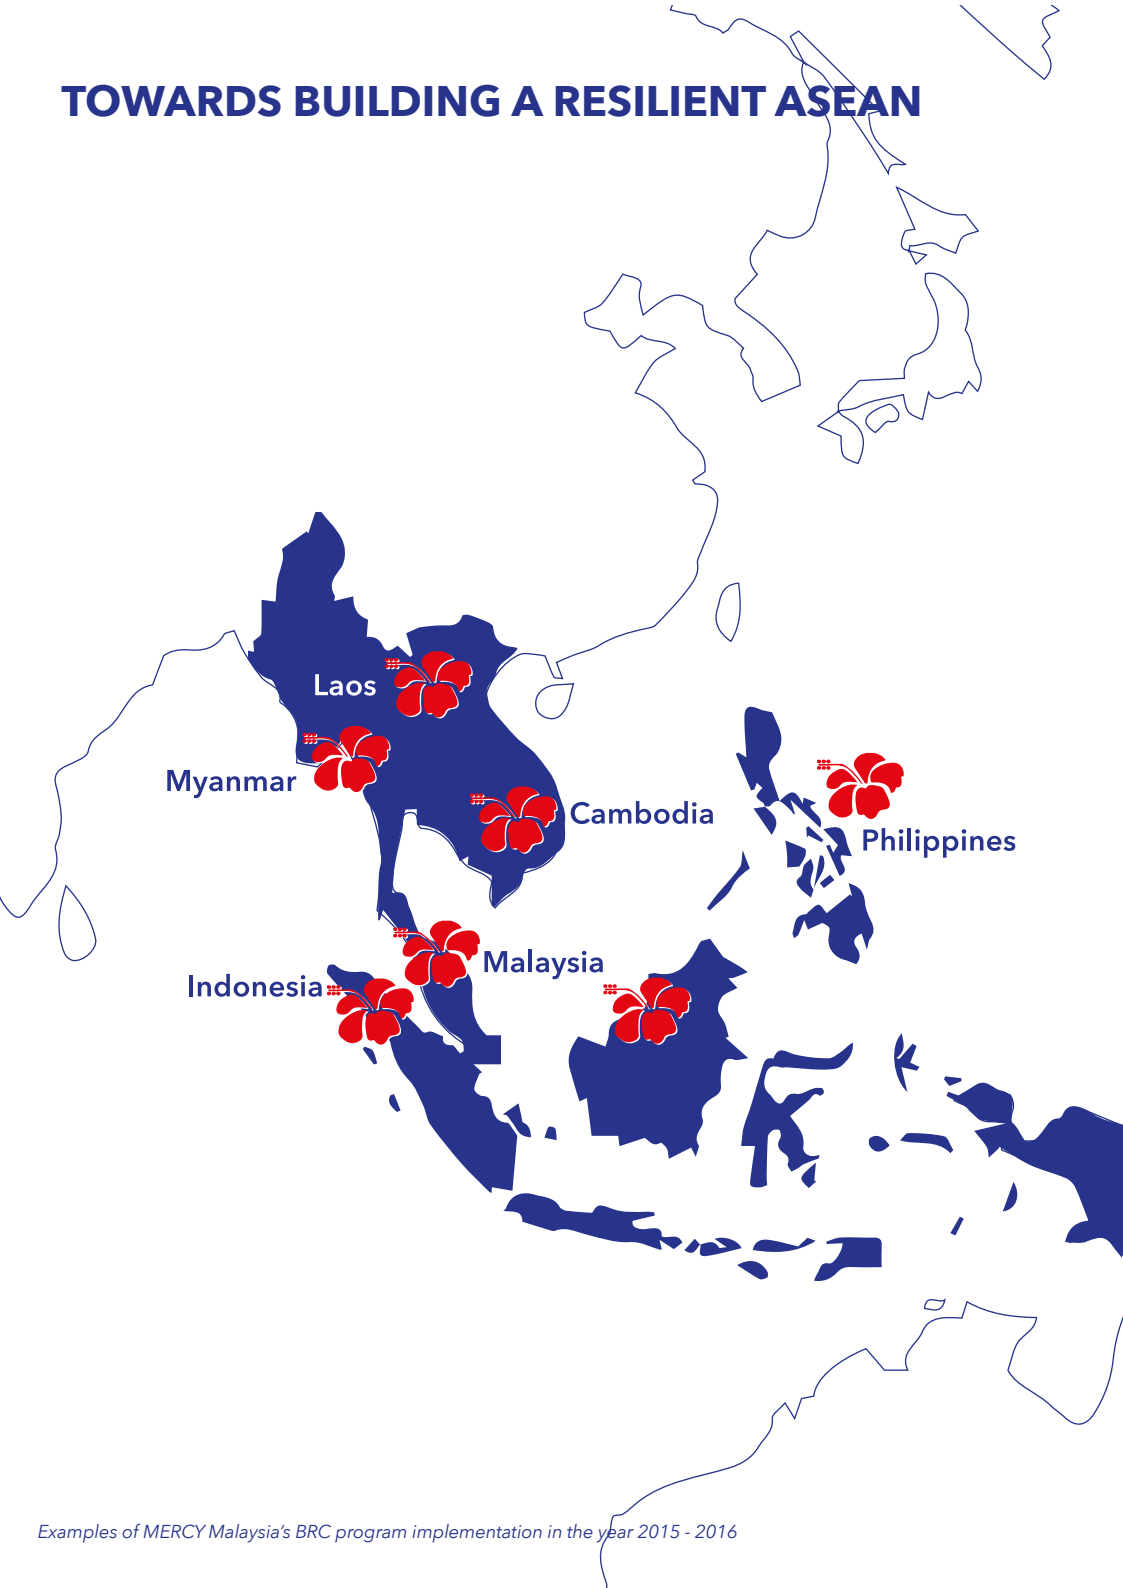 TOWARDS BUILDING A RESILIENT ASEAN
Laos
Myanmar
Cambodia
Philippines
Malaysia
Indonesia
Examples of MERCY Malaysia's BRC program implementation in the year 2015 - 2016